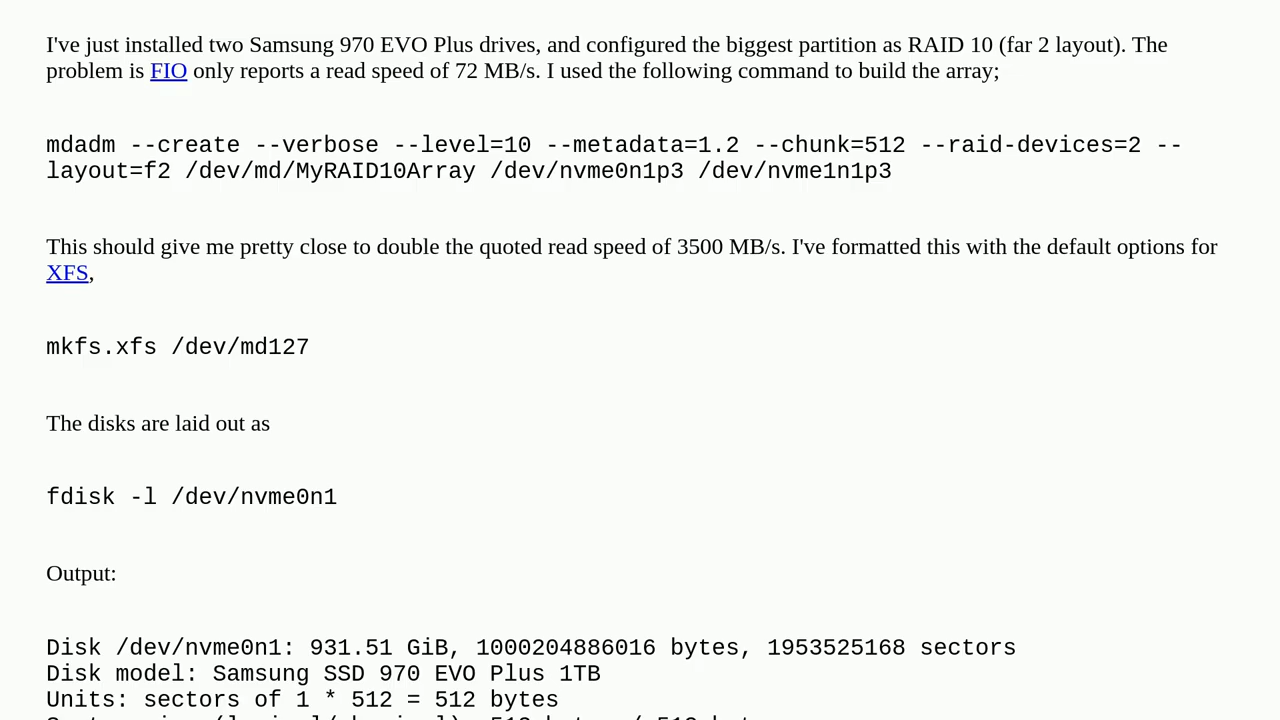 I've just installed two Samsung 970 EVO Plus drives, and configured the biggest partition as RAID 10 (far 2 layout). The
problem is FIO only reports a read speed of 72 MB/s. I used the following command to build the array;
mdadm --create --verbose --level=10 --metadata=1.2 --chunk=512 --raid-devices=2 --
layout=f2 /dev/md/MyRAID10Array /dev/nvme0n1p3 /dev/nvme1n1p3
This should give me pretty close to double the quoted read speed of 3500 MB/s. I've formatted this with the default options for
XFS,
mkfs.xfs /dev/md127
The disks are laid out as
fdisk -l /dev/nvme0n1
Output:
Disk /dev/nvme0n1: 931.51 GiB, 1000204886016 bytes, 1953525168 sectors
Disk model: Samsung SSD 970 EVO Plus 1TB
Units: sectors of 1 * 512 = 512 bytes